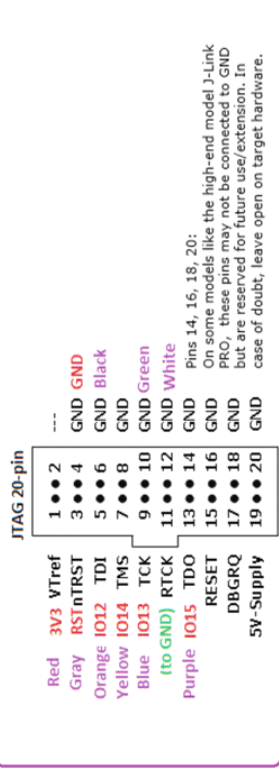 JTAG 20-pin
Red 3V3 VTref 1 2 ---
Gray RST nTRST 3 4 GND GND
Orange IO12 TDI 5 6 GND Black
Yellow IO14 TMS 7 8 GND
Blue IO13 TCK 9 10 GND Green
(to GND) RTCK 11 12 GND White
Purple IO15 TDO 13 14 GND Pins 14, 16, 18, 20:
RESET 15 16 GND On some models like the high-end model J-Link
DBGRQ 17 18 GND PRO, these pins may not be connected to GND
5V-Supply 19 20 GND but are reserved for future use/extension. In
case of doubt, leave open on target hardware.